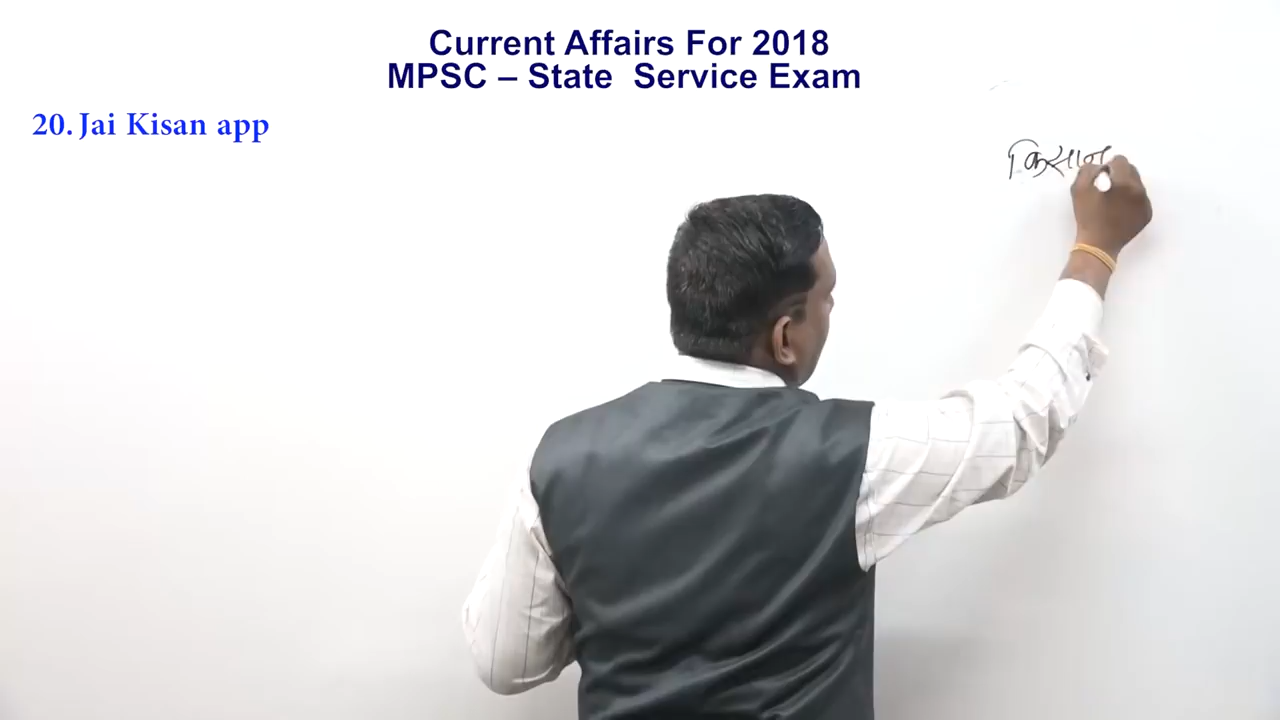 Current Affairs For 2018
MPSC – State Service Exam
20. Jai Kisan app
किसान